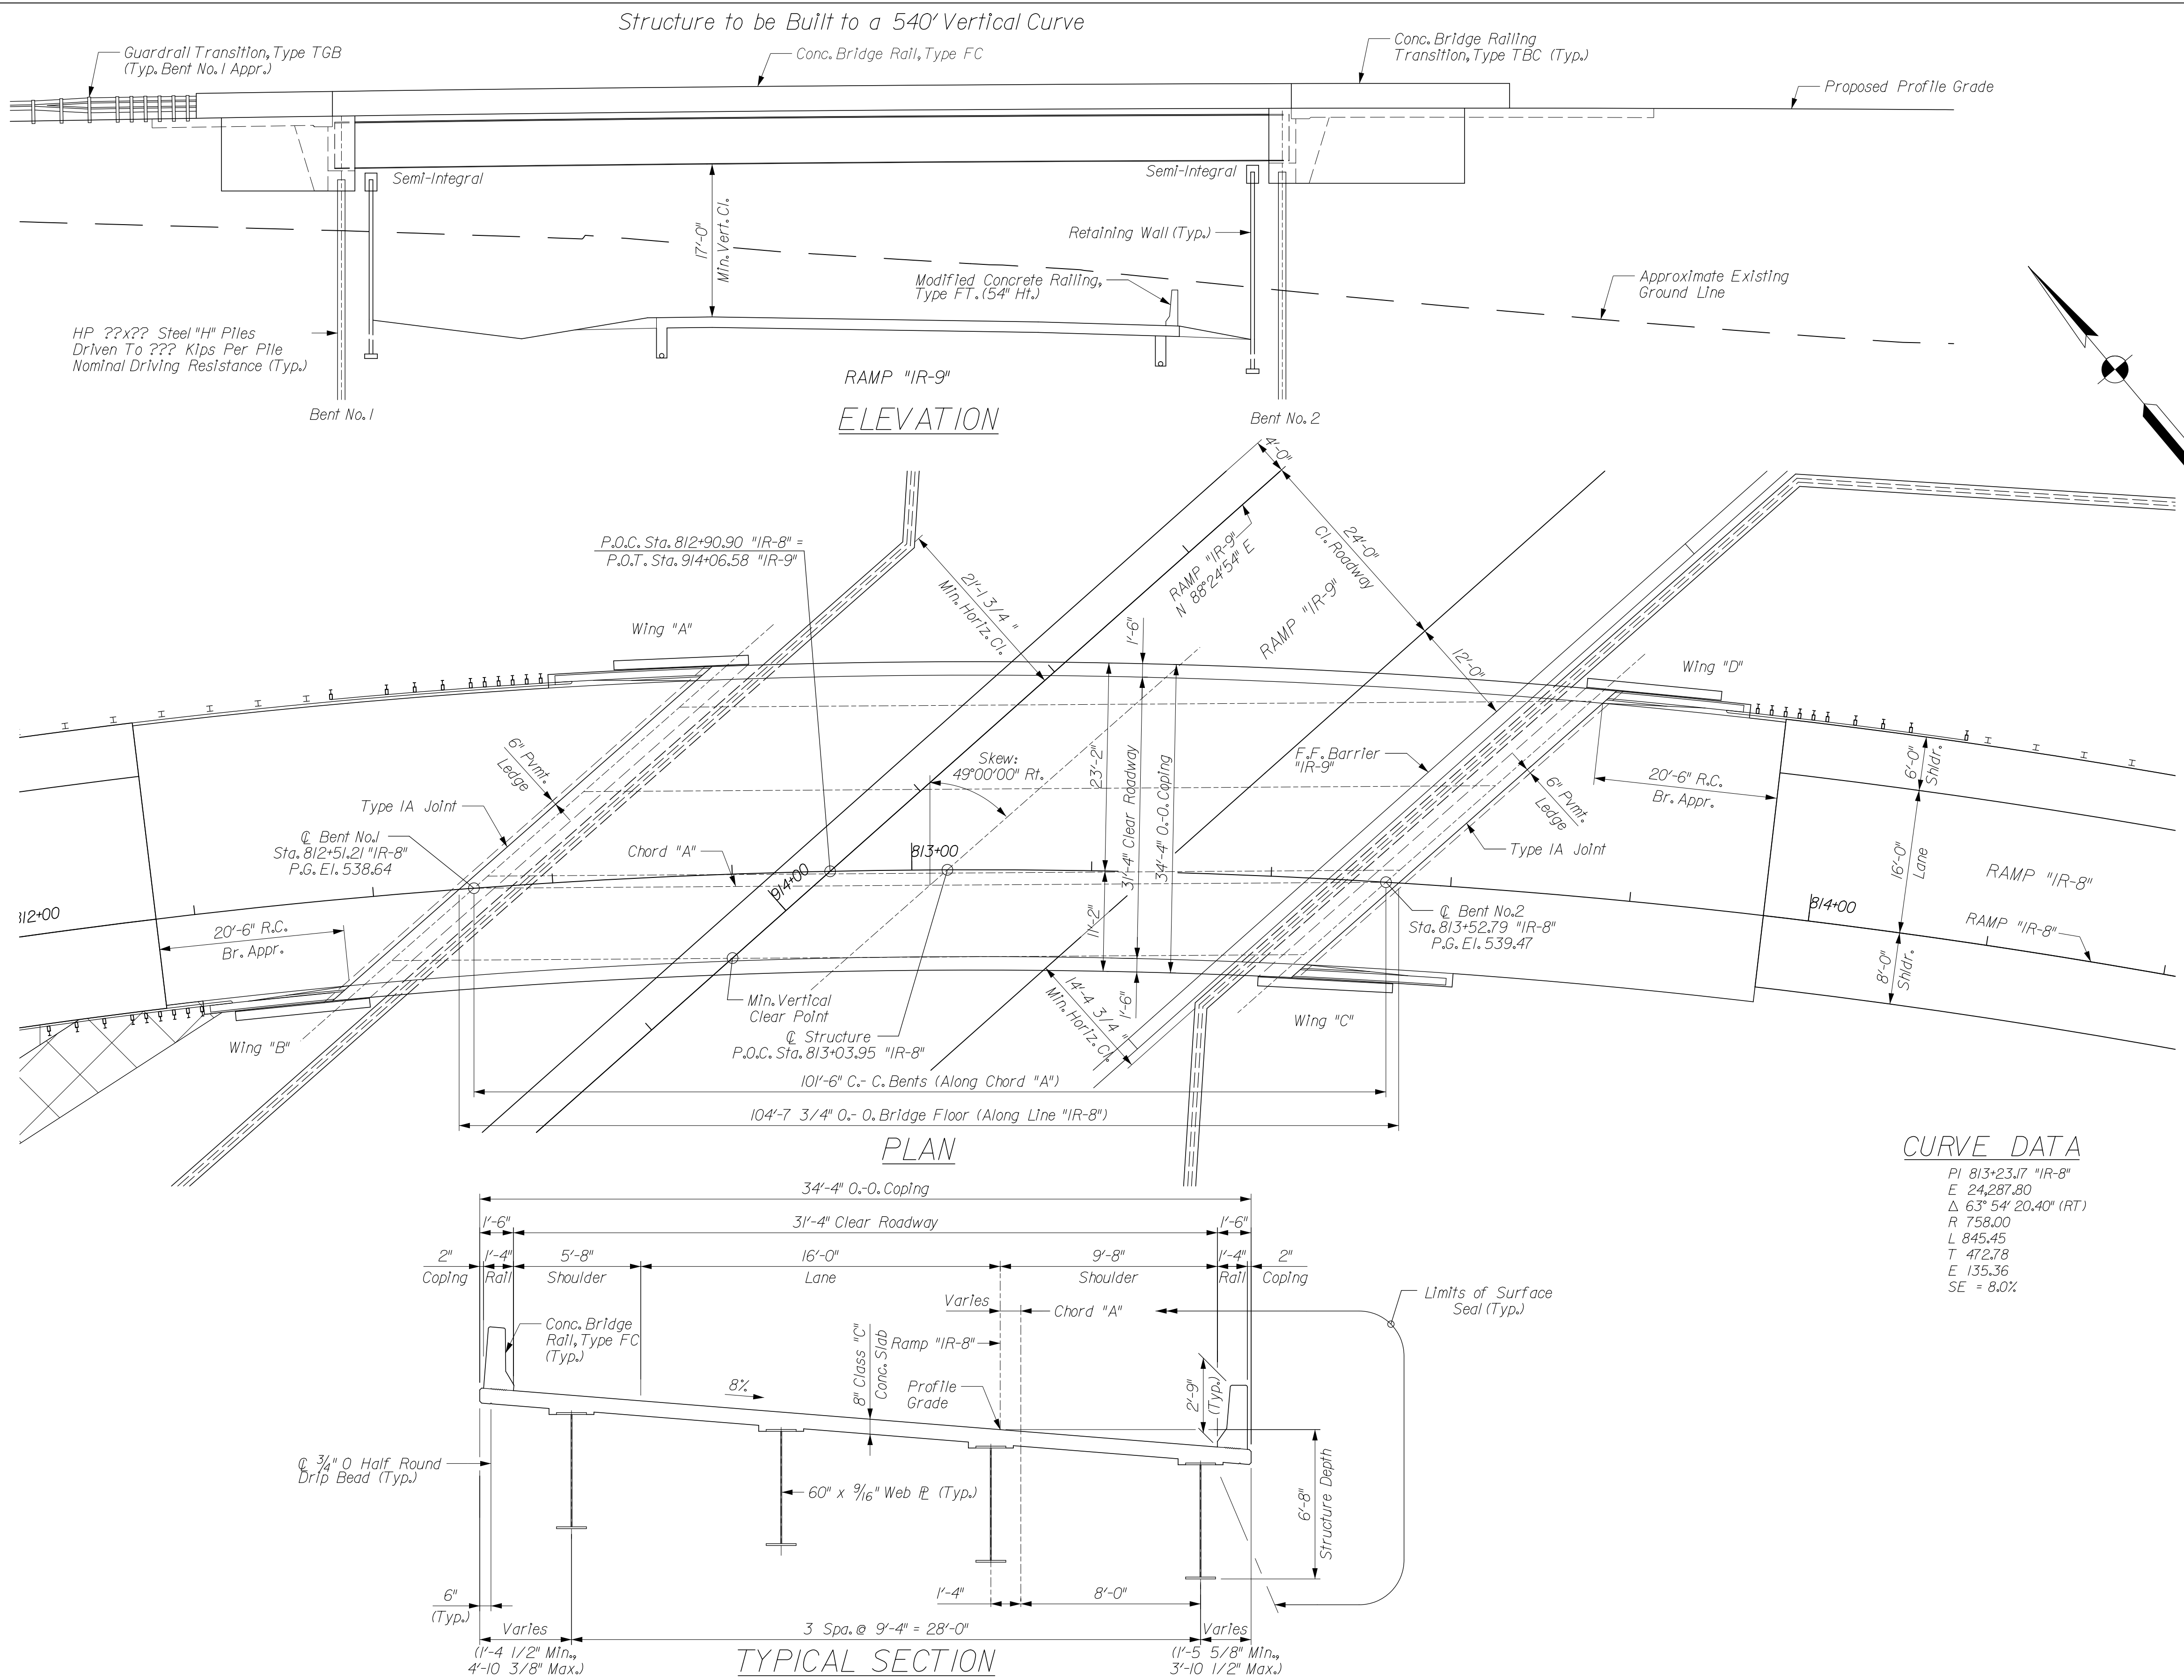 Structure to be Built to a 540' Vertical Curve
Guardrail Transition, Type TGB
(Typ. Bent No. 1 Appr.)
Conc. Bridge Rail, Type FC
Conc. Bridge Railing
Transition, Type TBC (Typ.)
Proposed Profile Grade
Semi-Integral
Semi-Integral
17'-0"
Min. Vert. Cl.
Retaining Wall (Typ.)
Modified Concrete Railing,
Type FT. (54" Ht.)
Approximate Existing
Ground Line
HP ??x?? Steel "H" Piles
Driven To ??? Kips Per Pile
Nominal Driving Resistance (Typ.)
RAMP "IR-9"
Bent No. 1
ELEVATION
Bent No. 2
4'-0"
P.O.C. Sta. 812+90.90 "IR-8" =
P.O.T. Sta. 914+06.58 "IR-9"
21'-1 3/4 "
Min. Horiz. Cl.
RAMP "IR-9"
N 88°24'54" E
24'-0"
Cl. Roadway
RAMP "IR-9"
12'-0"
Wing "A"
1'-6"
Wing "D"
6" Pvmt.
Ledge
Skew:
49°00'00" Rt.
23'-2"
31'-4" Clear Roadway
34'-4" O.-O. Coping
F.F. Barrier
"IR-9"
6" Pvmt.
Ledge
20'-6" R.C.
Br. Appr.
6'-0"
Shldr.
Type IA Joint
℄ Bent No.1
Sta. 812+51.21 "IR-8"
P.G. El. 538.64
Chord "A"
813+00
914+00
Type IA Joint
16'-0"
Lane
RAMP "IR-8"
812+00
20'-6" R.C.
Br. Appr.
11'-2"
℄ Bent No.2
Sta. 813+52.79 "IR-8"
P.G. El. 539.47
814+00
RAMP "IR-8"
8'-0"
Shldr.
Min. Vertical
Clear Point
℄ Structure
P.O.C. Sta. 813+03.95 "IR-8"
14'-4 3/4 "
Min. Horiz. Cl.
1'-6"
Wing "B"
Wing "C"
101'-6" C.- C. Bents (Along Chord "A")
104'-7 3/4" O.- O. Bridge Floor (Along Line "IR-8")
PLAN
CURVE DATA
PI 813+23.17 "IR-8"
E 24,287.80
Δ 63° 54' 20.40" (RT)
R 758.00
L 845.45
T 472.78
E 135.36
SE = 8.0%
34'-4" O.-O. Coping
1'-6"
31'-4" Clear Roadway
1'-6"
2"
Coping
1'-4"
Rail
5'-8"
Shoulder
16'-0"
Lane
9'-8"
Shoulder
1'-4"
Rail
2"
Coping
Varies
Chord "A"
Limits of Surface
Seal (Typ.)
Conc. Bridge
Rail, Type FC
(Typ.)
Ramp "IR-8"
8" Class "C"
Conc. Slab
8%
Profile
Grade
2'-9"
(Typ.)
℄ 3/4" O Half Round
Drip Bead (Typ.)
60" x 9/16" Web ℙL (Typ.)
6'-8"
Structure Depth
6"
(Typ.)
1'-4"
8'-0"
Varies
(1'-4 1/2" Min.,
4'-10 3/8" Max.)
3 Spa. @ 9'-4" = 28'-0"
Varies
(1'-5 5/8" Min.,
3'-10 1/2" Max.)
TYPICAL SECTION